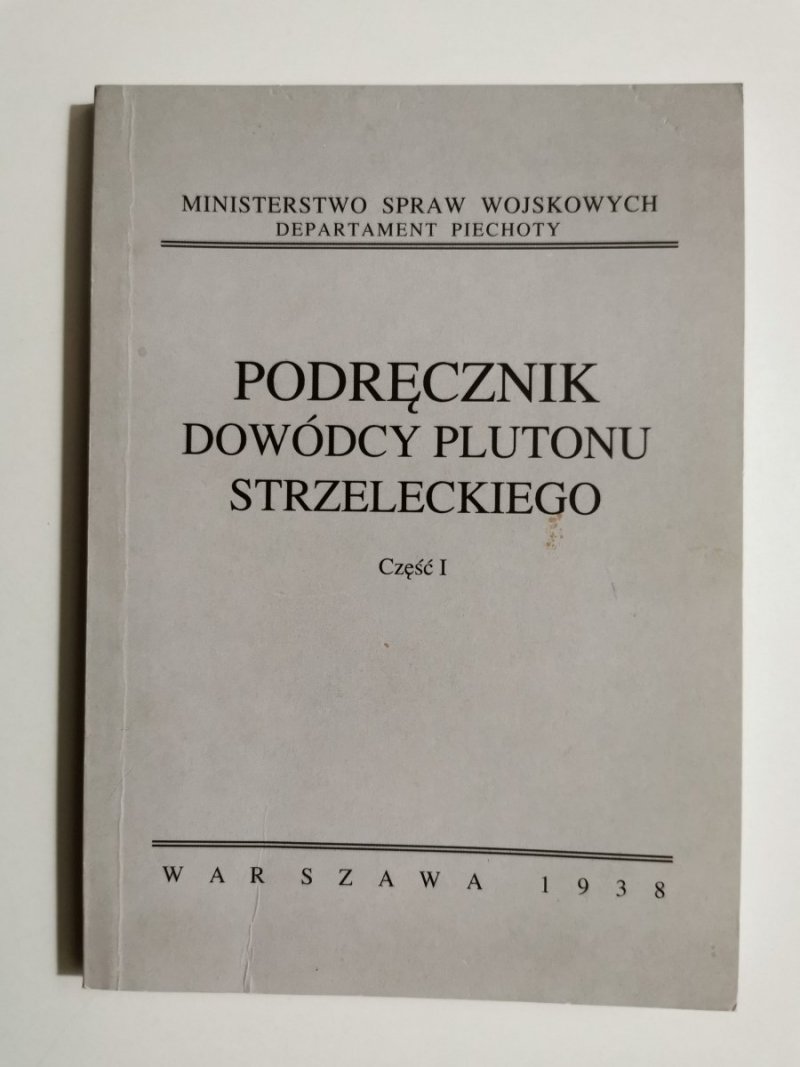 MINISTERSTWO SPRAW WOJSKOWYCH
DEPARTAMENT PIECHOTY
PODRĘCZNIK
DOWÓDCY PLUTONU
STRZELECKIEGO
Część I
WARSZAWA 1938